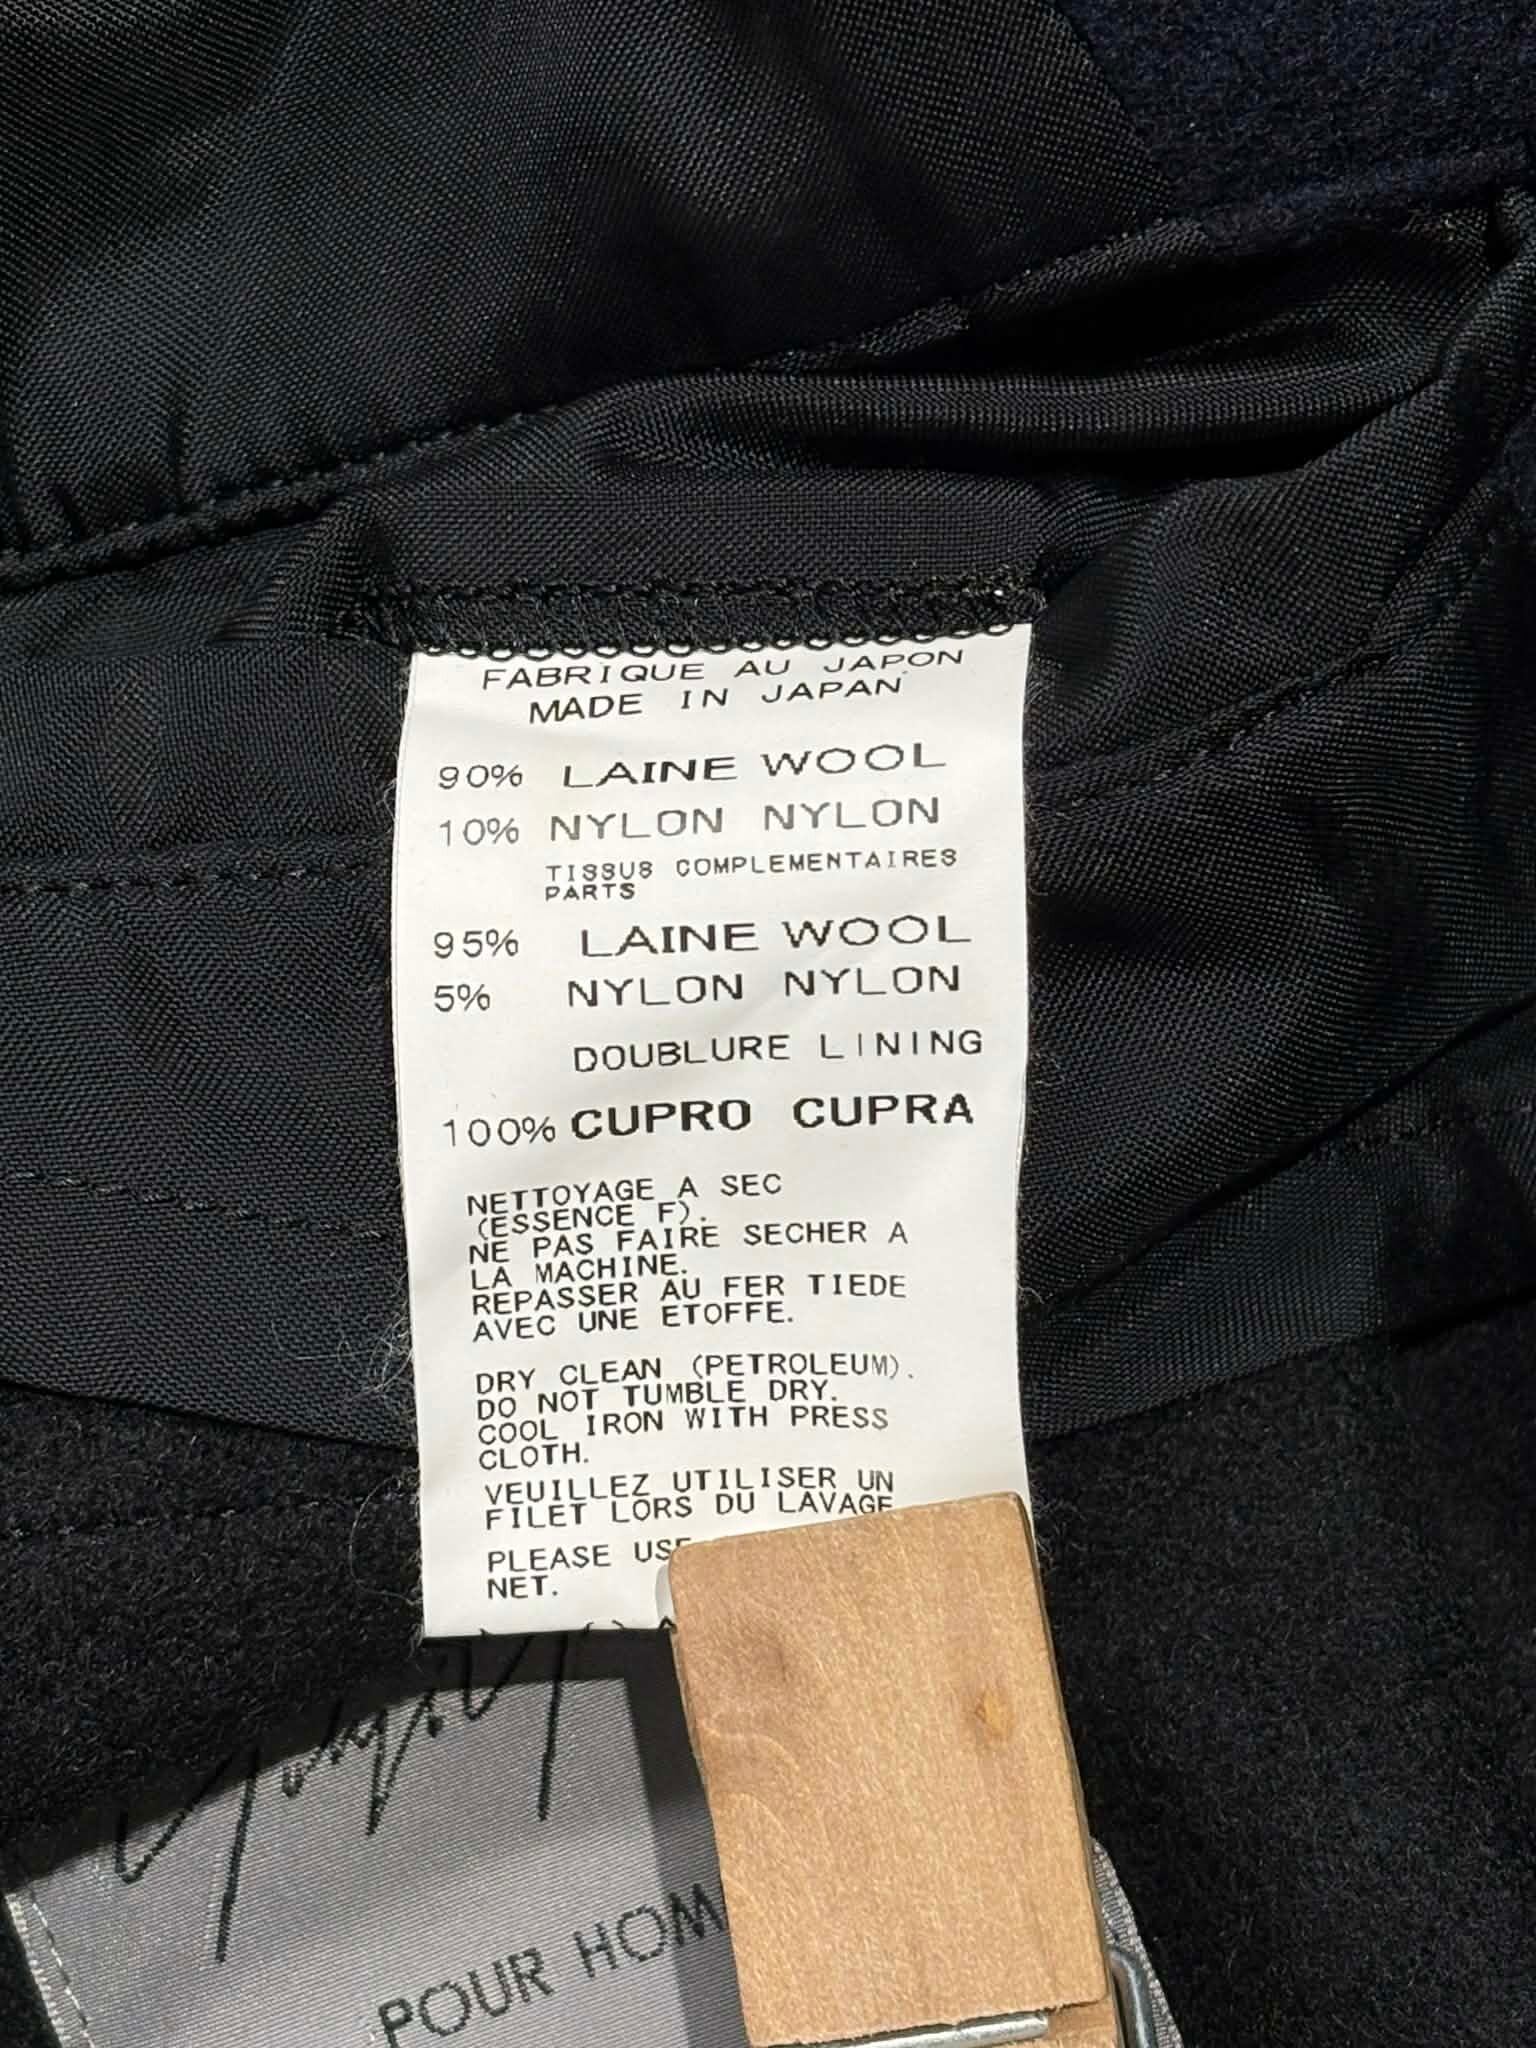 FABRIQUE AU JAPON
MADE IN JAPAN
90% LAINE WOOL
10% NYLON NYLON
TISSUS COMPLEMENTAIRES
PARTS
95% LAINE WOOL
5% NYLON NYLON
DOUBLURE LINING
100% CUPRO CUPRA
NETTOYAGE A SEC
(ESSENCE F).
NE PAS FAIRE SECHER A
LA MACHINE.
REPASSER AU FER TIEDE
AVEC UNE ETOFFE.
DRY CLEAN (PETROLEUM).
DO NOT TUMBLE DRY.
COOL IRON WITH PRESS
CLOTH.
VEUILLEZ UTILISER UN
FILET LORS DU LAVAGE
PLEASE USE
NET.
POUR HOM